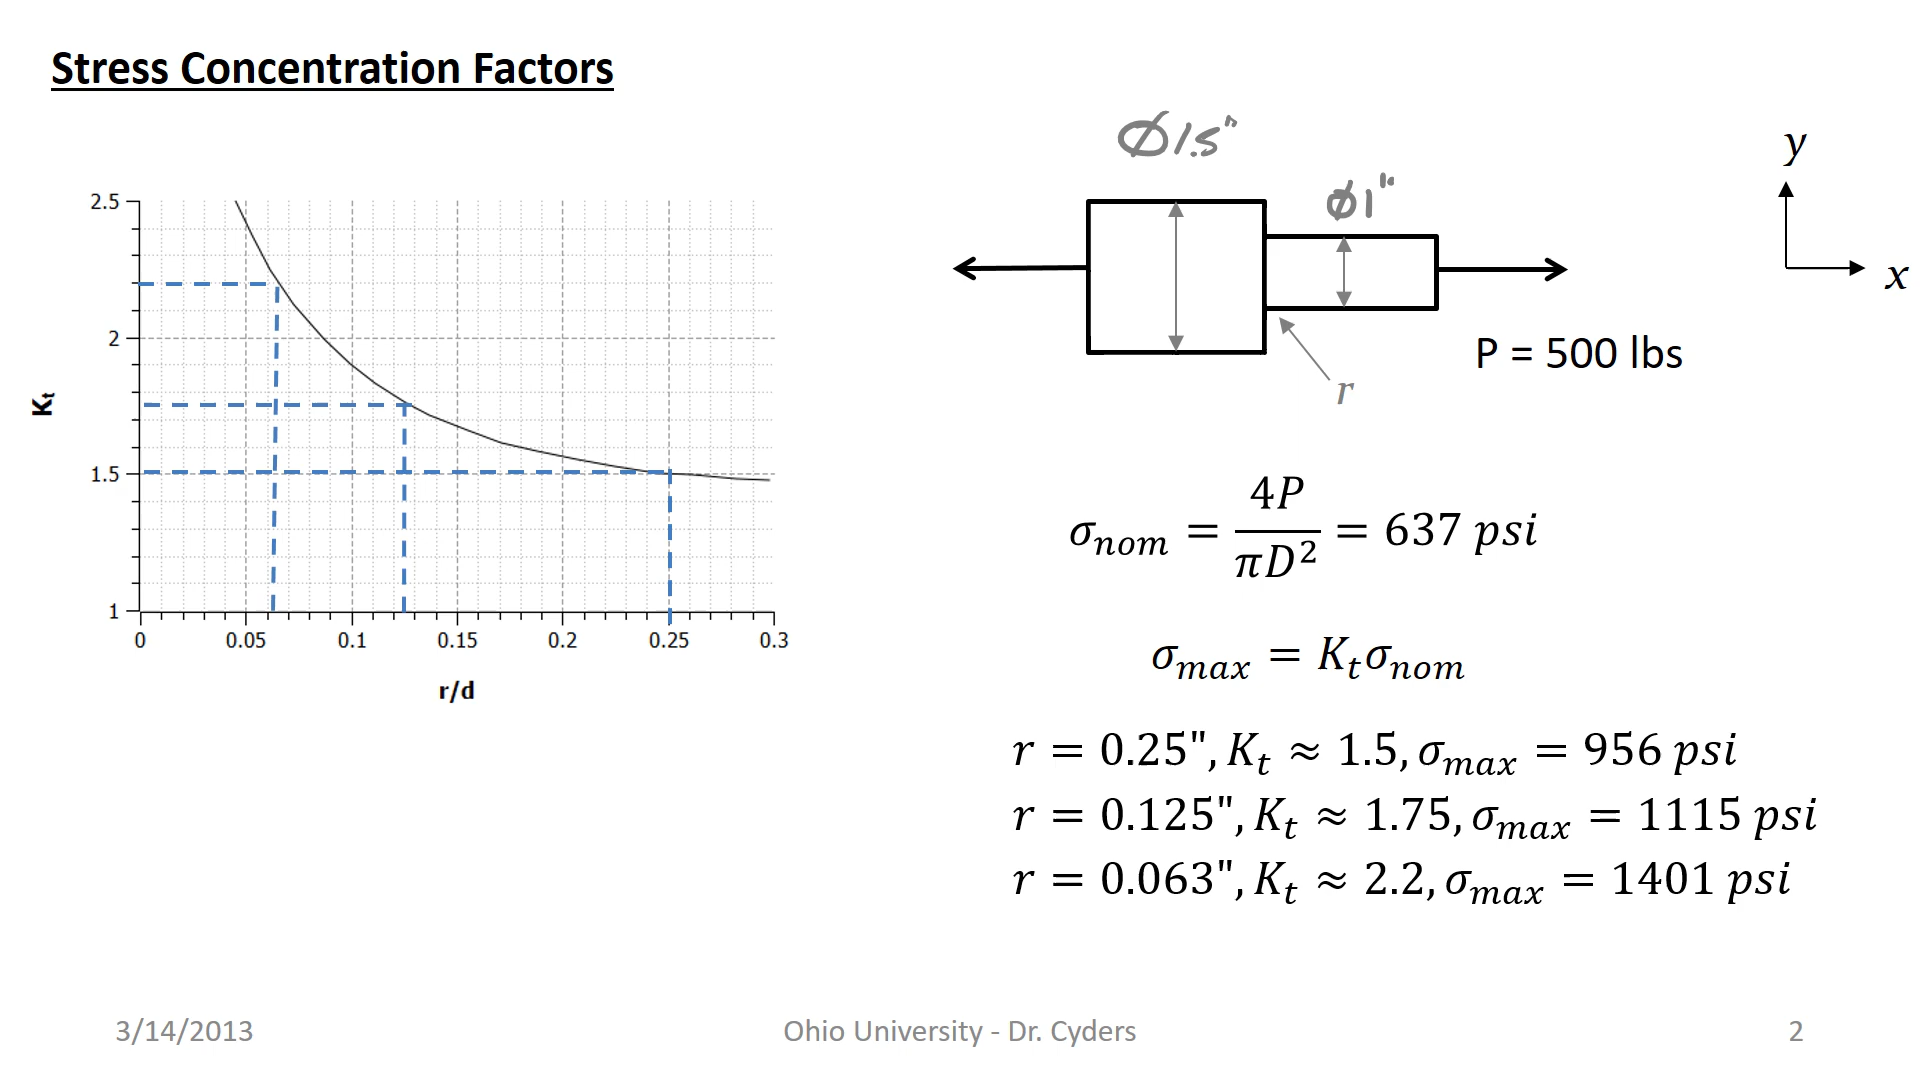 Stress Concentration Factors
Ø1.5"
y
Ø1"
x
P = 500 lbs
r
2.5
2
1.5
1
Kₜ
0 0.05 0.1 0.15 0.2 0.25 0.3
r/d
σₙₒₘ = 4P/πD² = 637 psi
σₘₐₓ = Kₜσₙₒₘ
r = 0.25", Kₜ ≈ 1.5, σₘₐₓ = 956 psi
r = 0.125", Kₜ ≈ 1.75, σₘₐₓ = 1115 psi
r = 0.063", Kₜ ≈ 2.2, σₘₐₓ = 1401 psi
3/14/2013 Ohio University - Dr. Cyders 2